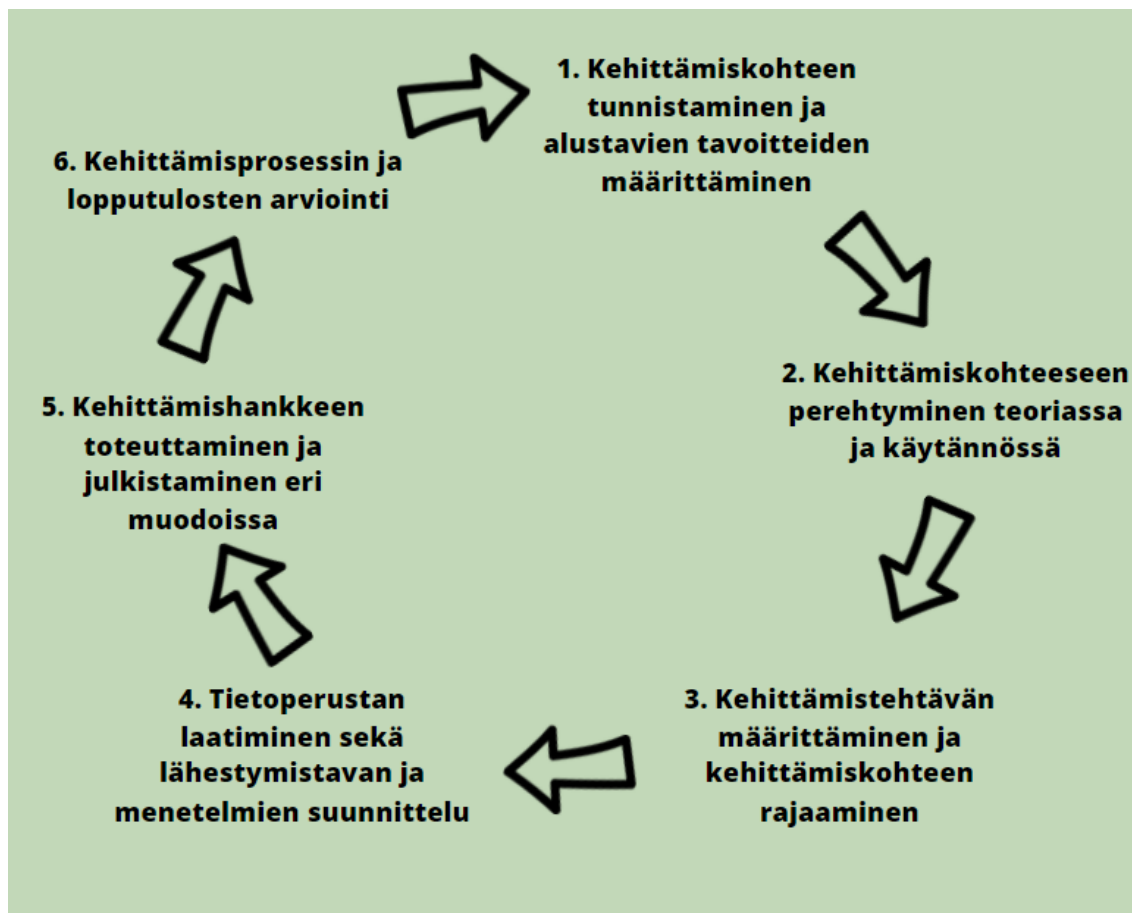 1. Kehittämiskohteen
tunnistaminen ja
alustavien tavoitteiden
määrittäminen
2. Kehittämiskohteeseen
perehtyminen teoriassa
ja käytännössä
3. Kehittämistehtävän
määrittäminen ja
kehittämiskohteen
rajaaminen
4. Tietoperustan
laatiminen sekä
lähestymistavan ja
menetelmien suunnittelu
5. Kehittämishankkeen
toteuttaminen ja
julkistaminen eri
muodoissa
6. Kehittämisprosessin ja
lopputulosten arviointi